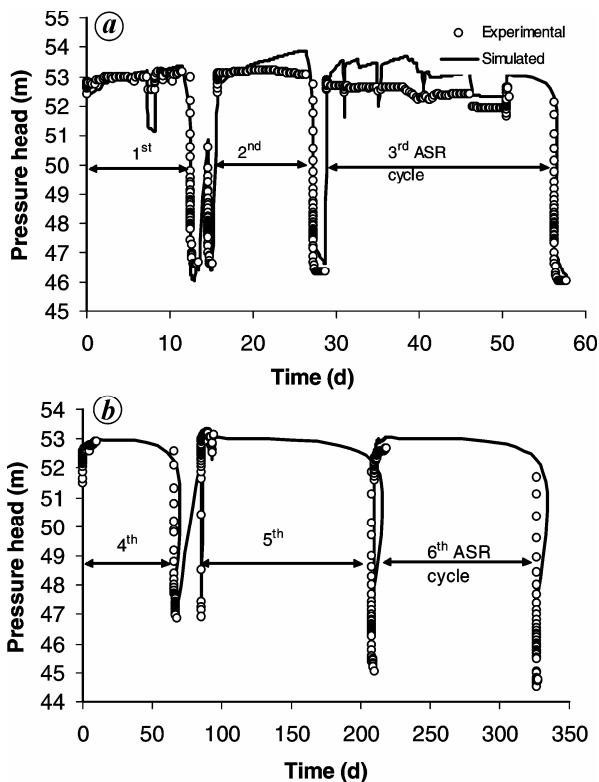 a
Experimental
Simulated
Pressure head (m)
55
54
53
52
51
50
49
48
47
46
45
1st
2nd
3rd ASR
cycle
0
10
20
30
40
50
60
Time (d)
b
Pressure head (m)
53
54
53
52
51
50
49
48
47
46
45
44
4th
5th
6th ASR
cycle
0
50
100
150
200
250
300
350
Time (d)